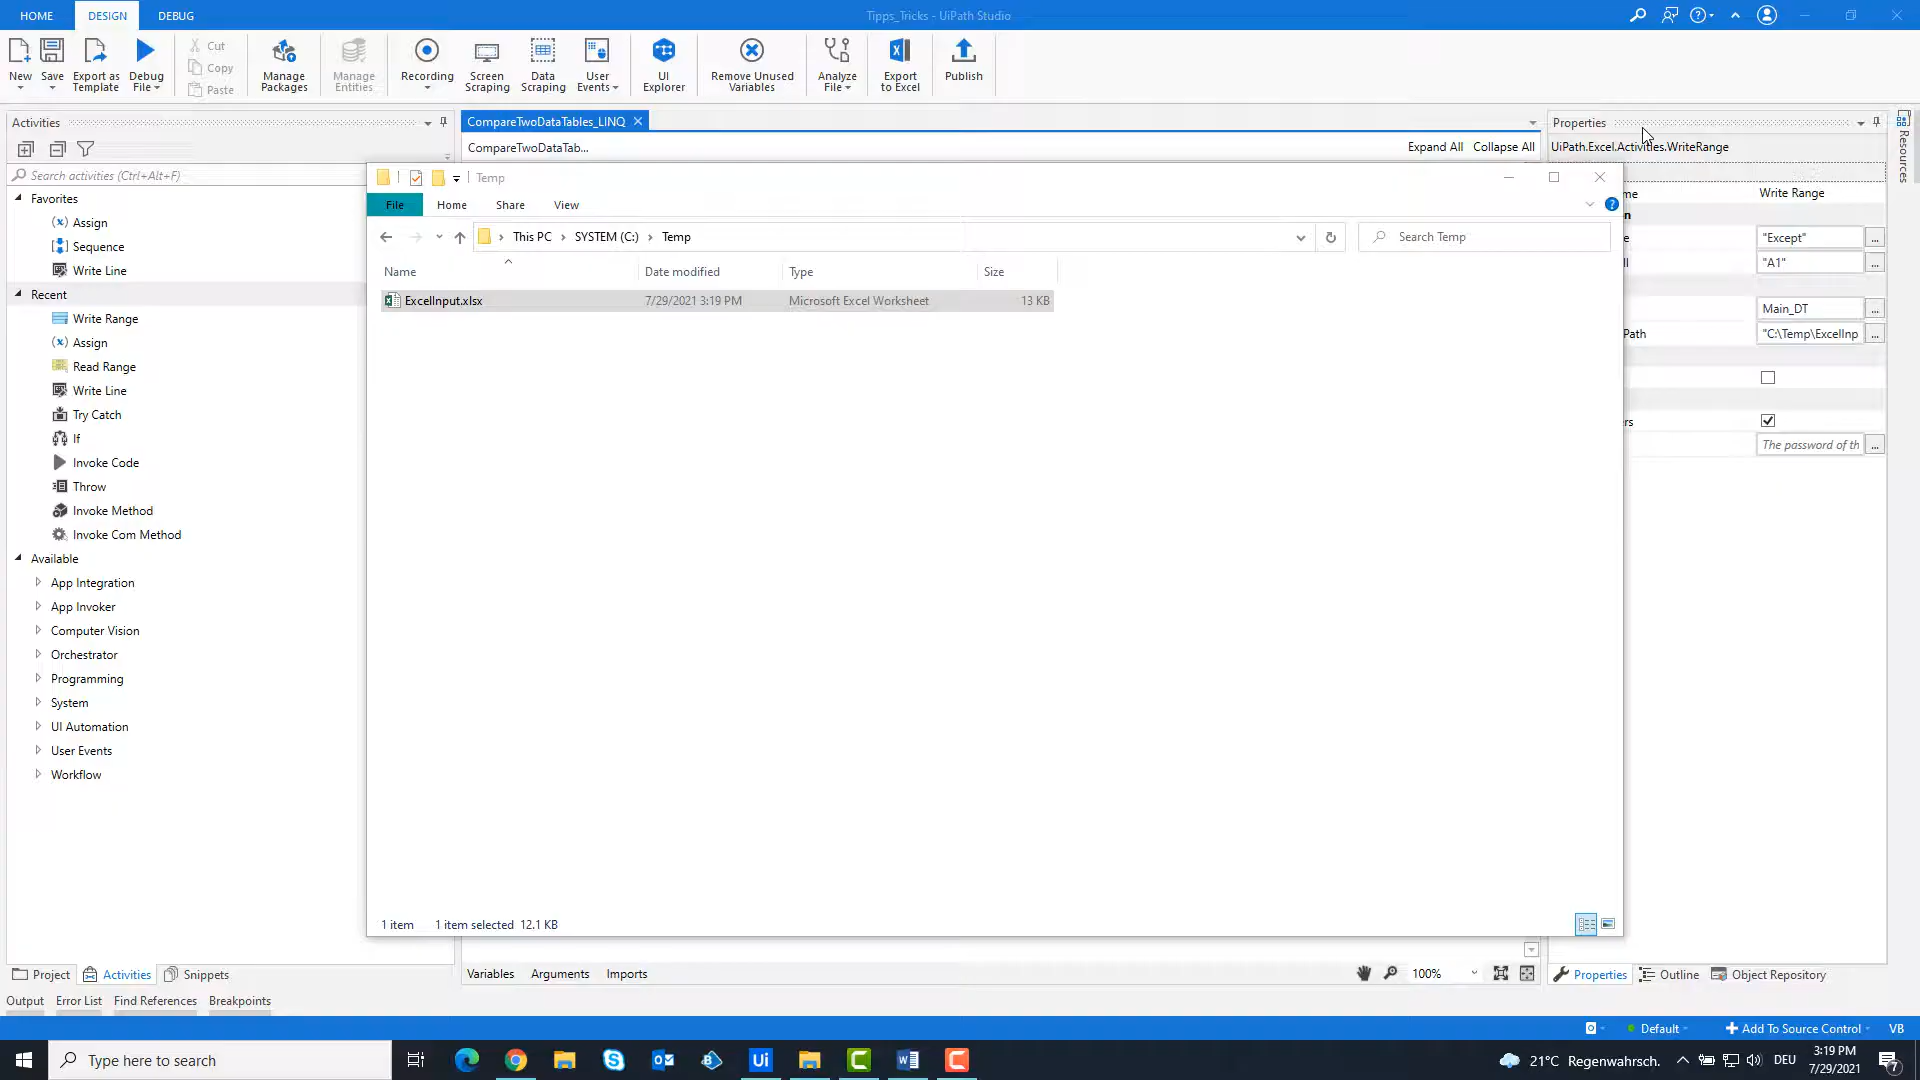 HOME DESIGN DEBUG Tipps_Tricks - UiPath Studio
New Save Export as Template Debug File Cut Copy Paste Manage Packages Manage Entities Recording Screen Scraping Data Scraping User Events UI Explorer Remove Unused Variables Analyze File Export to Excel Publish
Activities
Search activities (Ctrl+Alt+F)
Favorites
Assign
Sequence
Write Line
Recent
Write Range
Assign
Read Range
Write Line
Try Catch
If
Invoke Code
Throw
Invoke Method
Invoke Com Method
Available
App Integration
App Invoker
Computer Vision
Orchestrator
Programming
System
UI Automation
User Events
Workflow
Project Activities Snippets
CompareTwoDataTables_LINQ
CompareTwoDataTab... Expand All Collapse All
Temp
File Home Share View
This PC SYSTEM (C:) Temp Search Temp
Name Date modified Type Size
ExcelInput.xlsx 7/29/2021 3:19 PM Microsoft Excel Worksheet 13 KB
1 item 1 item selected 12.1 KB
Variables Arguments Imports 100%
Properties
UiPath.Excel.Activities.WriteRange
me Write Range
n
e "Except" ...
ll "A1" ...
Main_DT ...
Path "C:\Temp\ExcelInp ...
rs
The password of th ...
Properties Outline Object Repository
Resources
Output Error List Find References Breakpoints
Default Add To Source Control VB
Type here to search
21°C Regenwahrsch. DEU 3:19 PM
7/29/2021 7